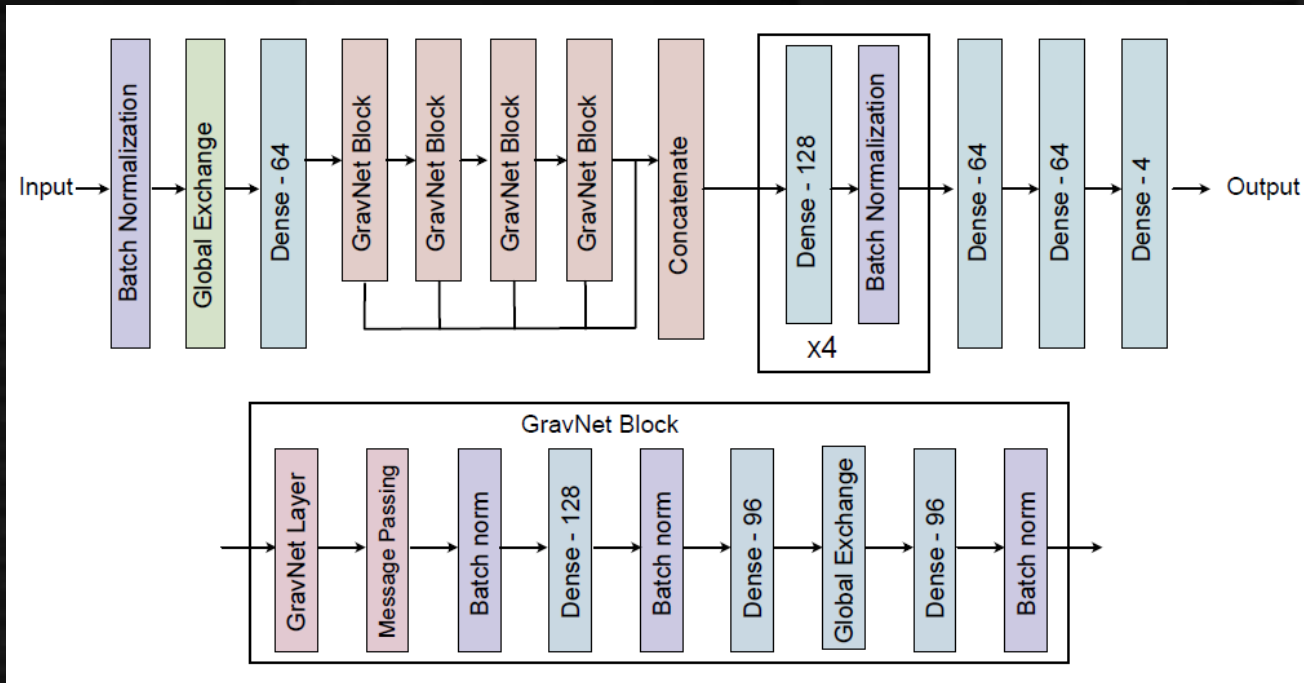 Input
Batch Normalization
Global Exchange
Dense - 64
GravNet Block
GravNet Block
GravNet Block
GravNet Block
Concatenate
Dense - 128
Batch Normalization
x4
Dense - 64
Dense - 64
Dense - 4
Output
GravNet Block
GravNet Layer
Message Passing
Batch norm
Dense - 128
Batch norm
Dense - 96
Global Exchange
Dense - 96
Batch norm